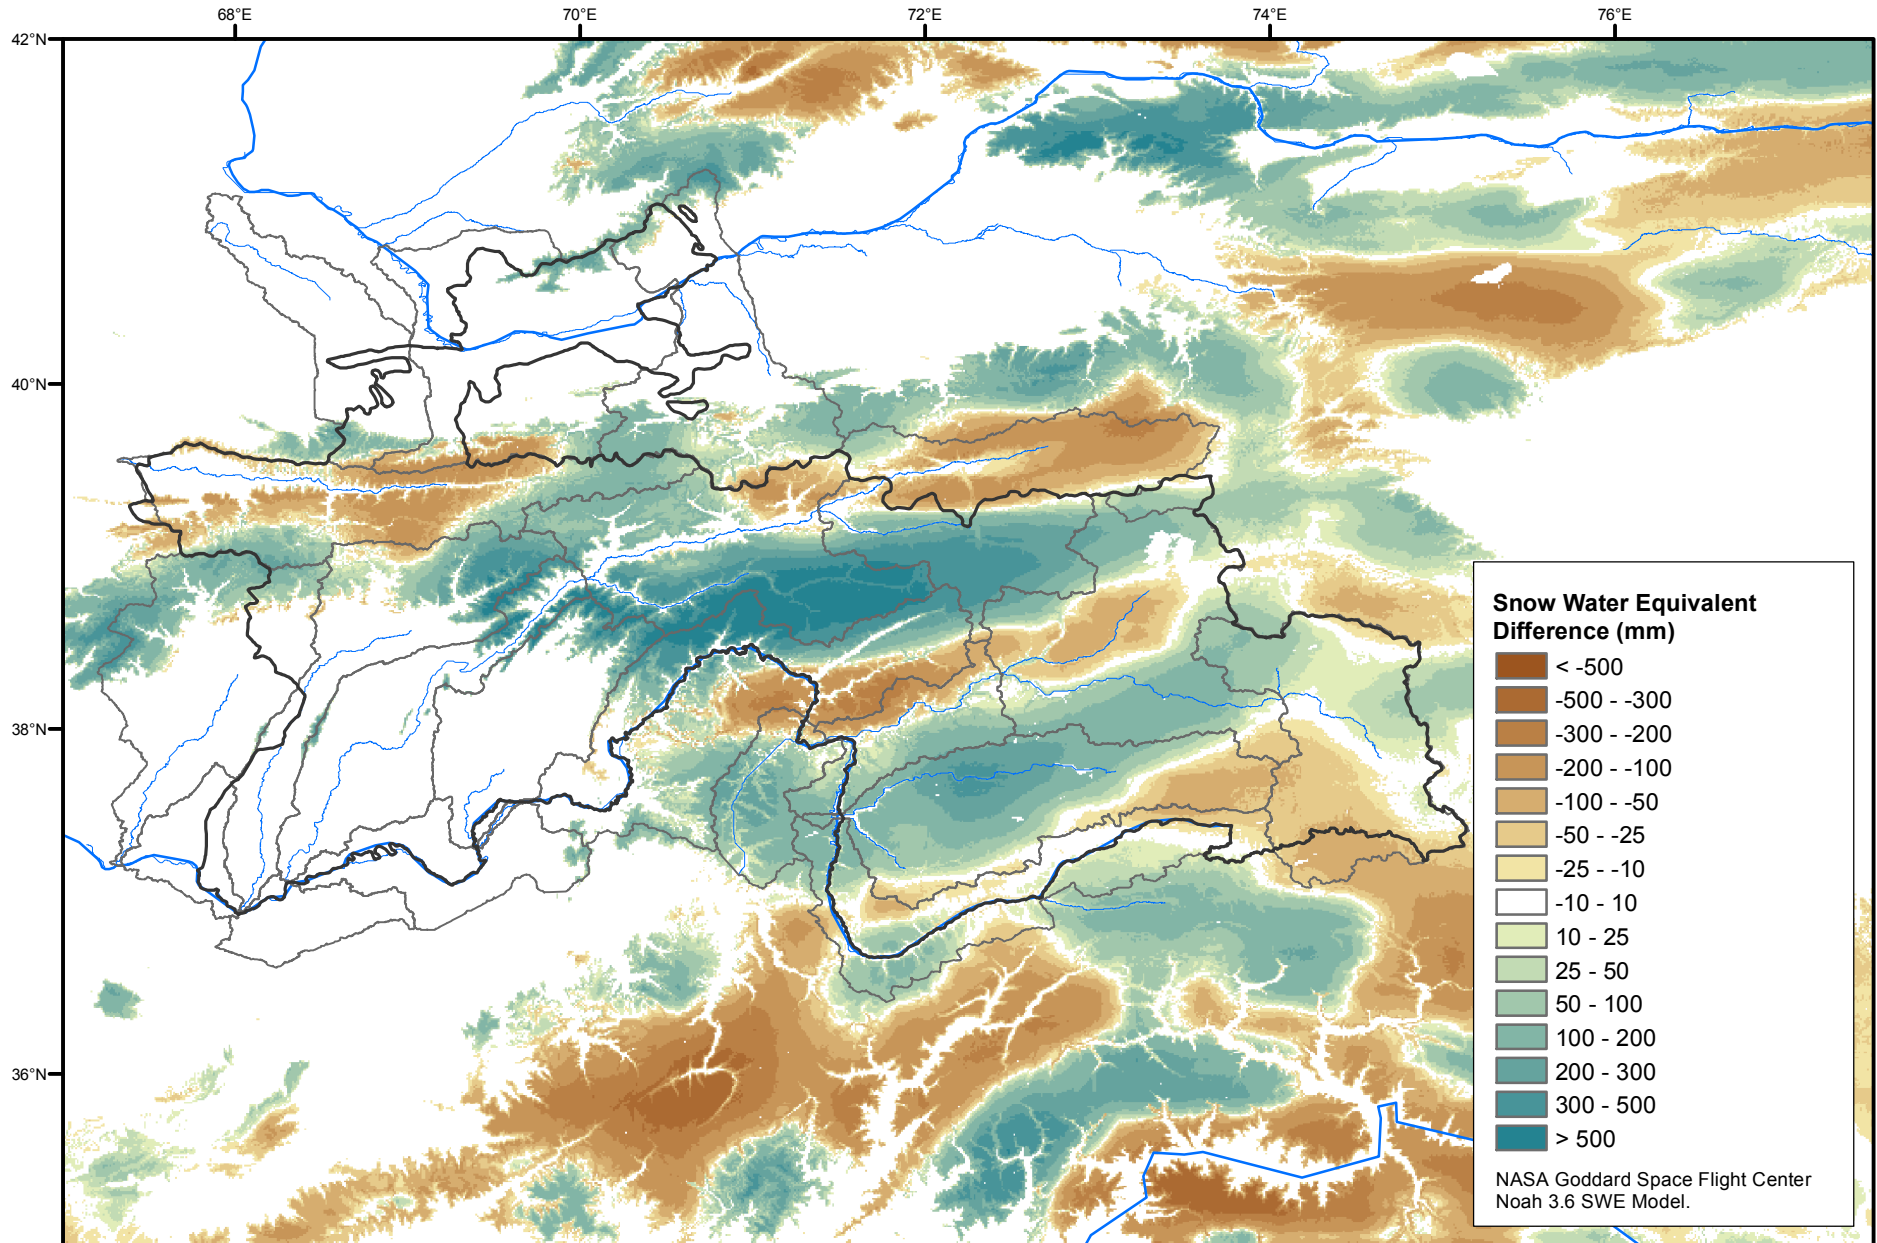 68°E 70°E 72°E 74°E 76°E
42°N
40°N
38°N
36°N
Snow Water Equivalent
Difference (mm)
< -500
-500 - -300
-300 - -200
-200 - -100
-100 - -50
-50 - -25
-25 - -10
-10 - 10
10 - 25
25 - 50
50 - 100
100 - 200
200 - 300
300 - 500
> 500
NASA Goddard Space Flight Center
Noah 3.6 SWE Model.